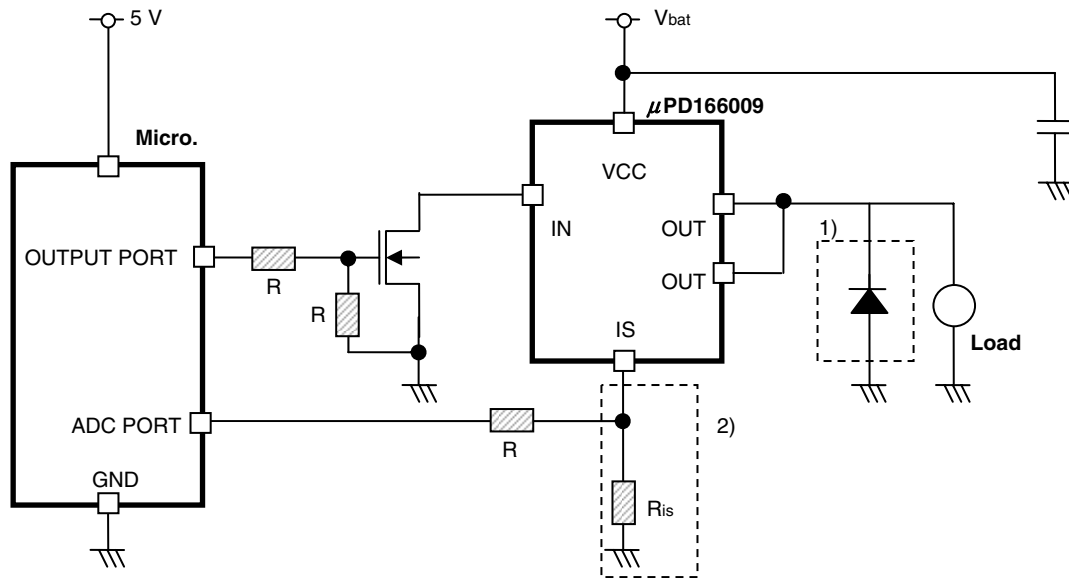 5 V
Vbat
Micro.
μPD166009
VCC
IN
OUT
OUT
IS
OUTPUT PORT
R
R
1)
Load
ADC PORT
R
2)
GND
Ris